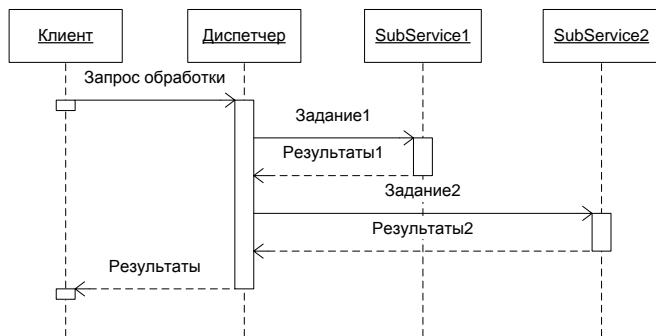 Клиент
Диспетчер
SubService1
SubService2
Запрос обработки
Задание1
Результаты1
Задание2
Результаты2
Результаты